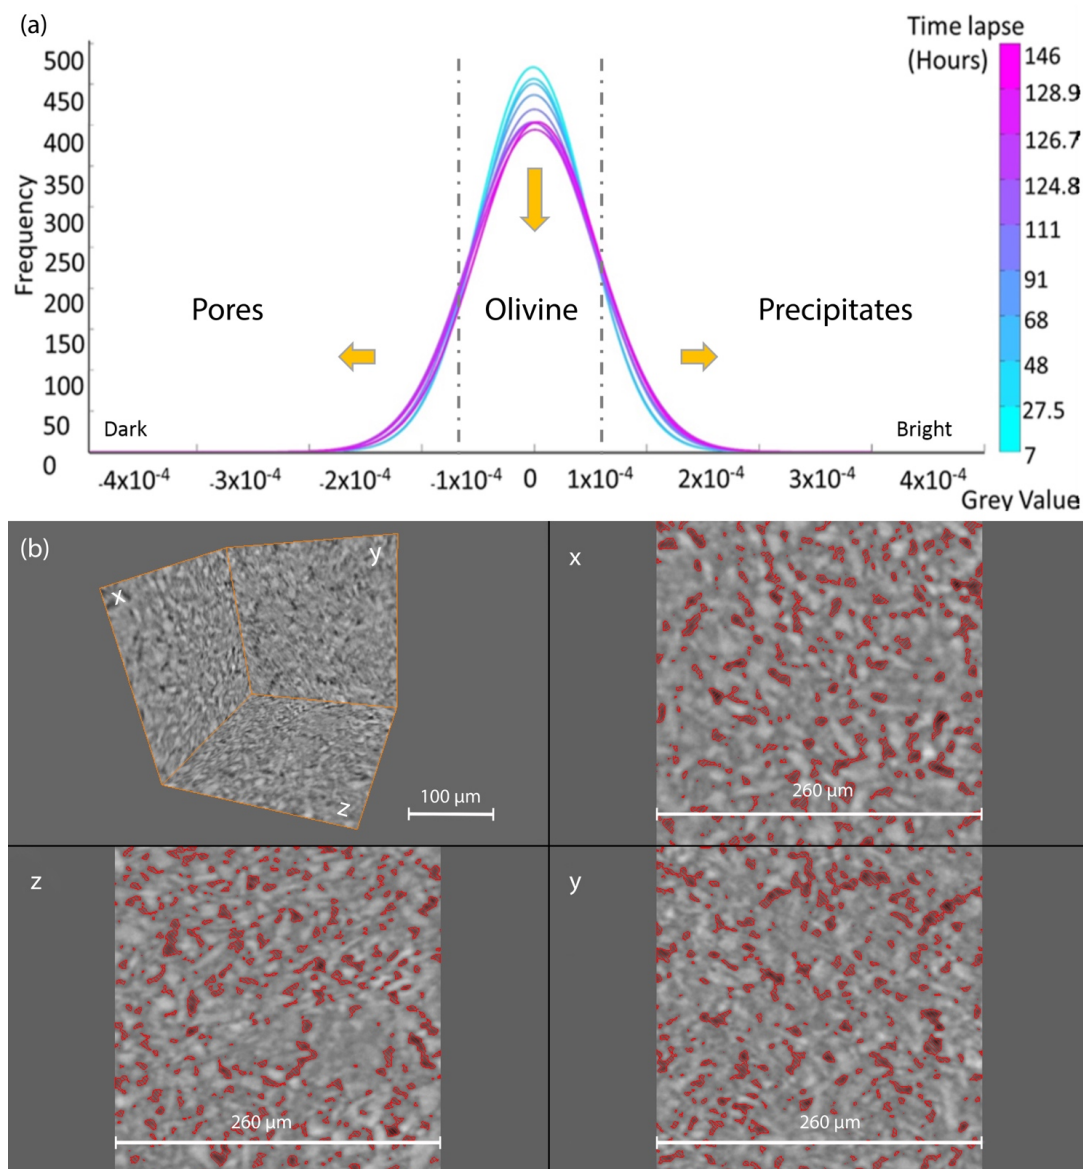 (a)
Time lapse
(Hours)
500
450
400
350
300
250
200
150
100
50
0
Frequency
Pores
Olivine
Precipitates
Dark
Bright
146
128.9
126.7
124.8
111
91
68
48
27.5
7
-4x10-4
-3x10-4
-2x10-4
-1x10-4
0
1x10-4
2x10-4
3x10-4
4x10-4
Grey Value
(b)
x
y
z
100 µm
x
260 µm
z
260 µm
y
260 µm